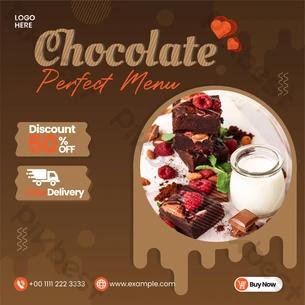 LOGO
HERE
Chocolate
Perfect Menu
Discount
50%
OFF
Delivery
+00 1111 222 3333
www.example.com
Buy Now